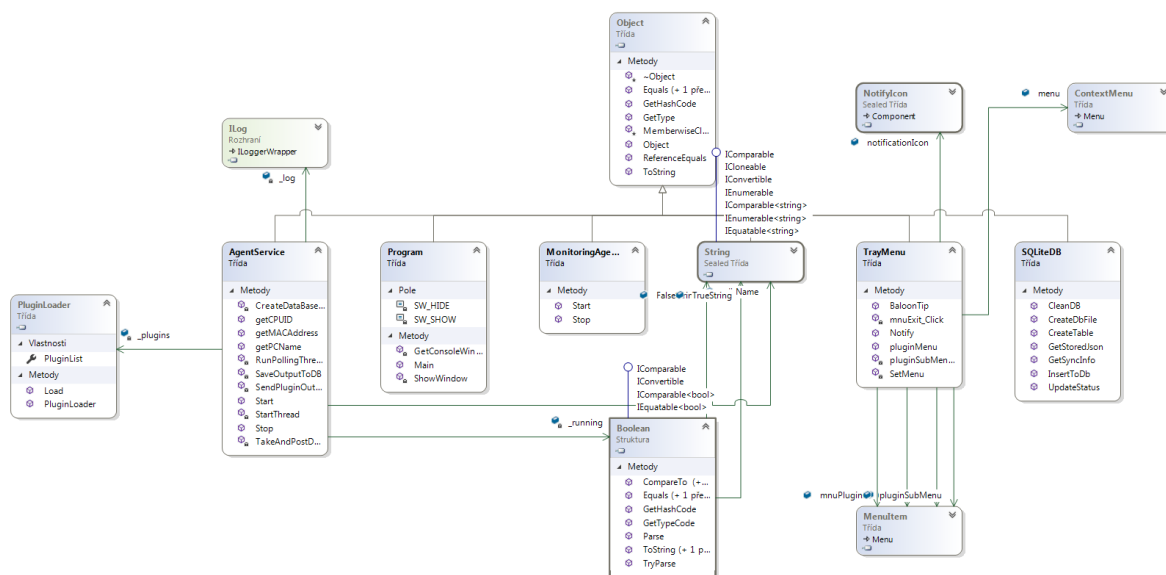 Object
Třída
Metody
~Object
Equals (+ 1 pře...
GetHashCode
GetType
MemberwiseCl...
Object
ReferenceEquals
ToString
NotifyIcon
Sealed Třída
Component
notificationIcon
menu
ContextMenu
Třída
Menu
ILog
Rozhraní
ILoggerWrapper
_log
IComparable
ICloneable
IConvertible
IEnumerable
IComparable<string>
IEnumerable<string>
IEquatable<string>
AgentService
Třída
Metody
CreateDataBase...
getCPUID
getMACAddress
getPCName
RunPollingThre...
SaveOutputToDB
SendPluginOut...
Start
StartThread
Stop
TakeAndPostD...
Program
Třída
Pole
SW_HIDE
SW_SHOW
Metody
GetConsoleWin...
Main
ShowWindow
MonitoringAge...
Třída
Metody
Start
Stop
String
Sealed Třída
TrueString
Name
TrayMenu
Třída
Metody
BaloonTip
mnuExit_Click
Notify
pluginMenu
pluginSubMen...
SetMenu
SQLiteDB
Třída
Metody
CleanDB
CreateDbFile
CreateTable
GetStoredJson
GetSyncInfo
InsertToDb
UpdateStatus
PluginLoader
Třída
Vlastnosti
PluginList
Metody
Load
PluginLoader
_plugins
IComparable
IConvertible
IComparable<bool>
IEquatable<bool>
_running
Boolean
Struktura
Metody
CompareTo (+...
Equals (+ 1 pře...
GetHashCode
GetTypeCode
Parse
ToString (+ 1 p...
TryParse
mnuPlugin
pluginSubMenu
MenuItem
Třída
Menu